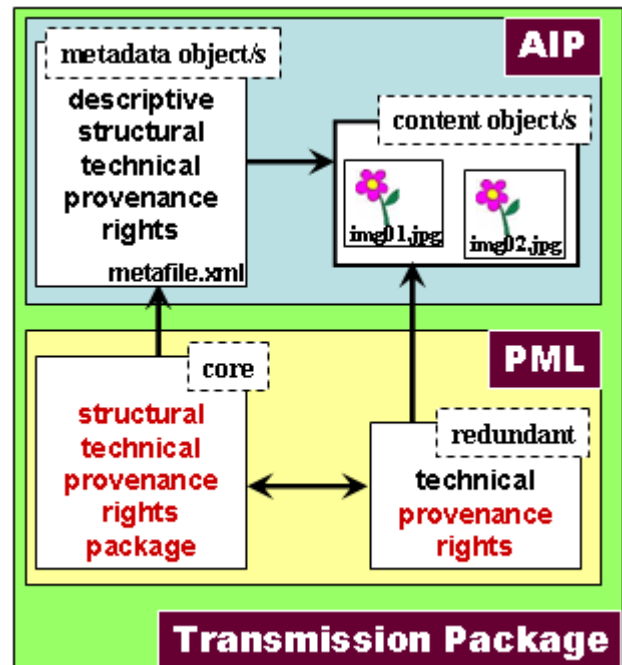 AIP
metadata object/s
descriptive
structural
technical
provenance
rights
metafile.xml
content object/s
img01.jpg
img02.jpg
PML
core
structural
technical
provenance
rights
package
redundant
technical
provenance
rights
Transmission Package